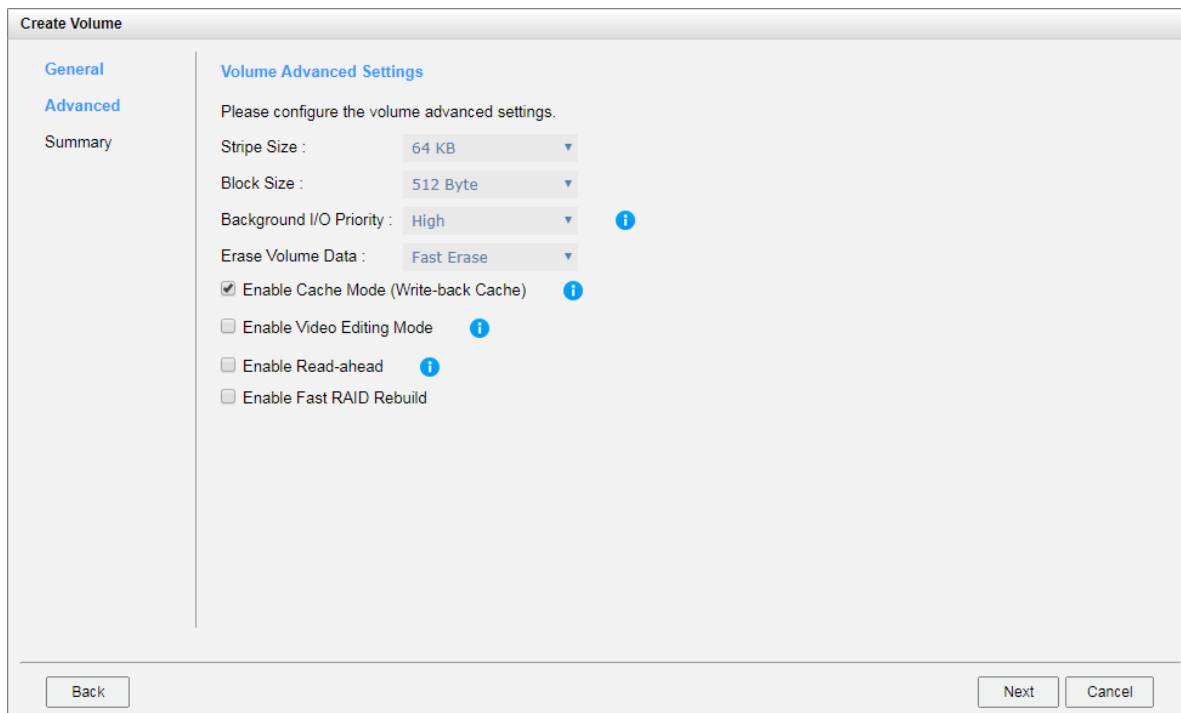 Create Volume
General
Advanced
Summary
Volume Advanced Settings
Please configure the volume advanced settings.
Stripe Size : 64 KB
Block Size : 512 Byte
Background I/O Priority : High
Erase Volume Data : Fast Erase
Enable Cache Mode (Write-back Cache)
Enable Video Editing Mode
Enable Read-ahead
Enable Fast RAID Rebuild
Back Next Cancel